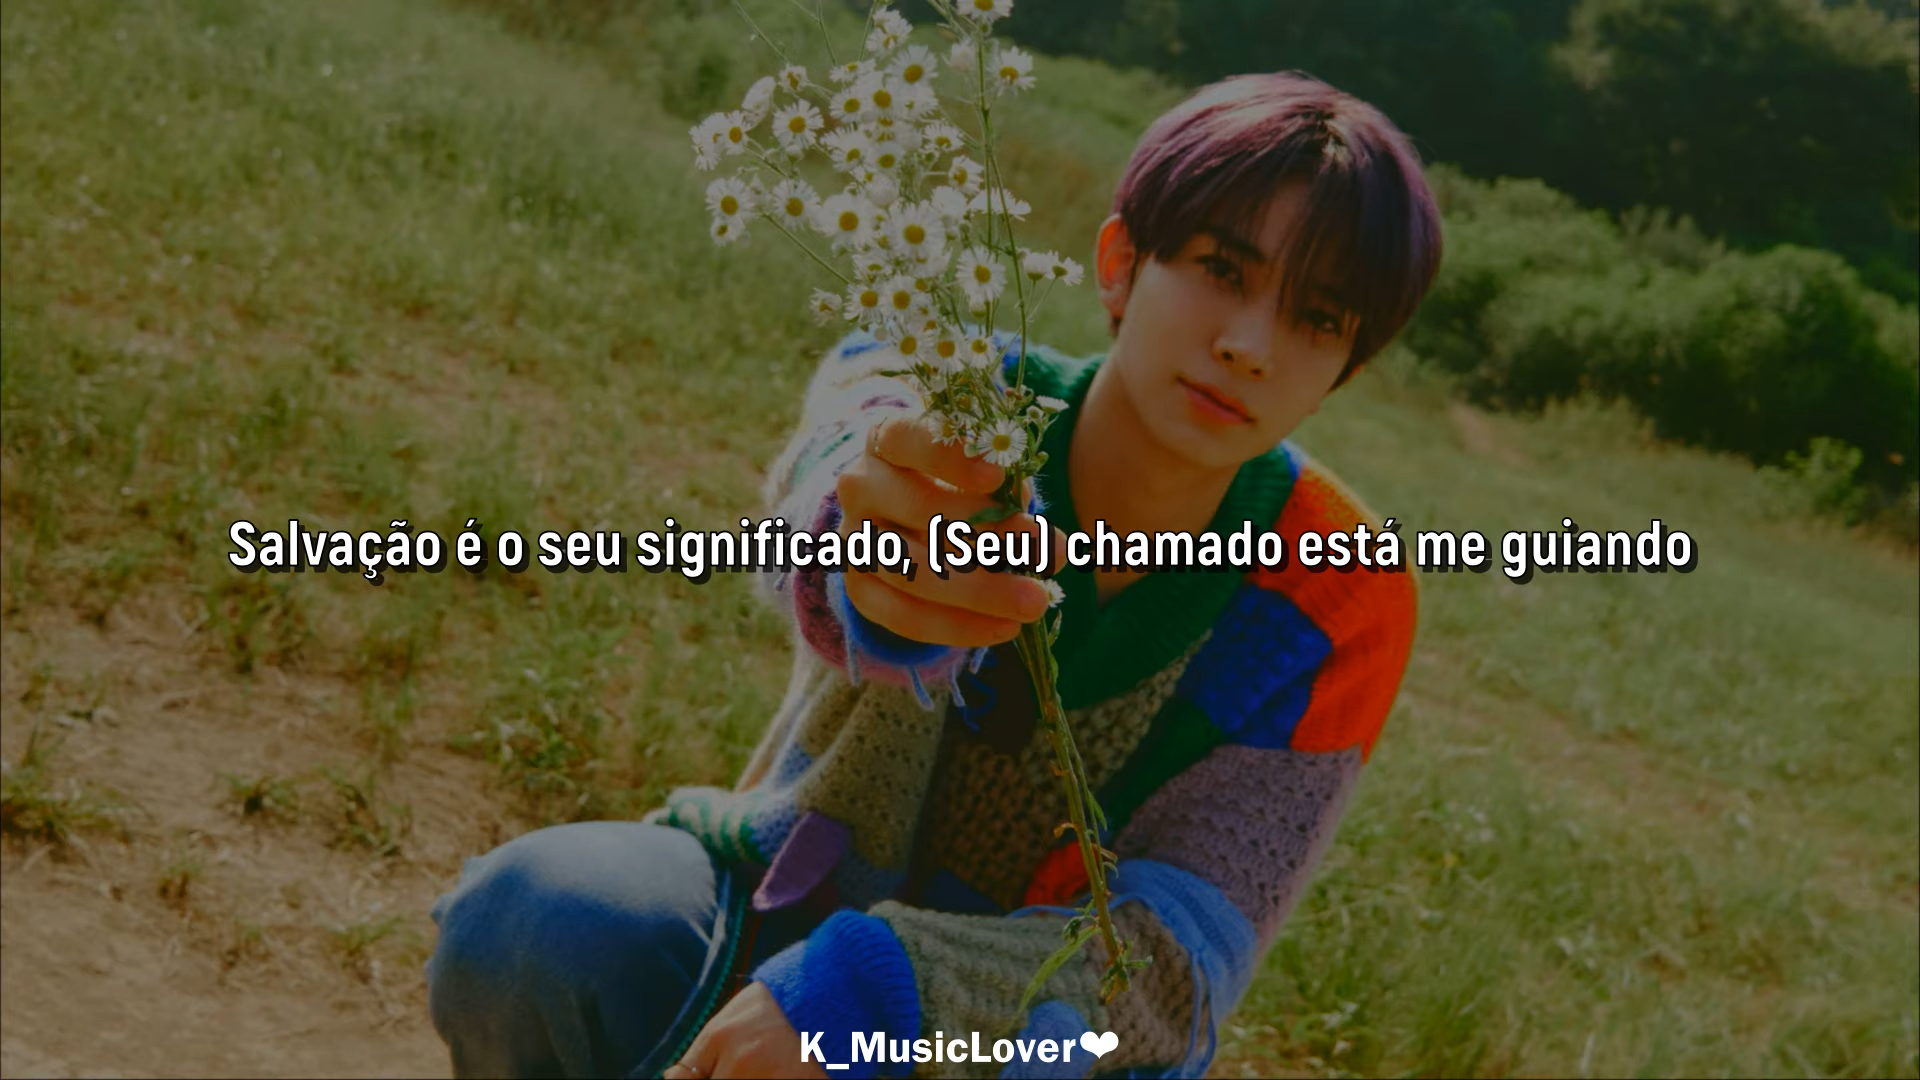 Salvação é o seu significado, (Seu) chamado está me guiando
K_MusicLover❤